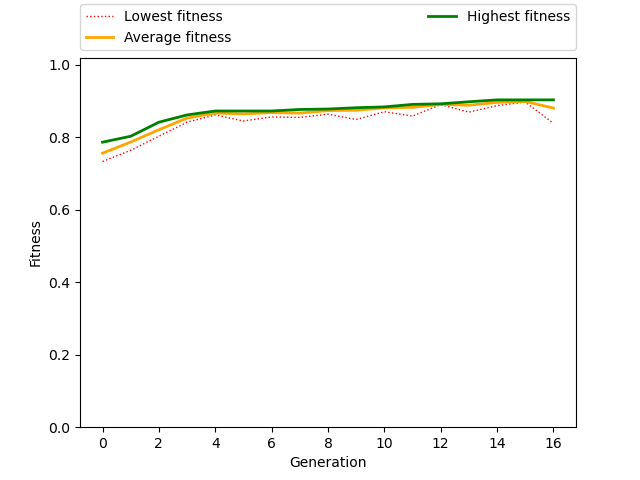 Lowest fitness
Average fitness
Highest fitness
1.0
0.8
0.6
0.4
0.2
0.0
Fitness
0 2 4 6 8 10 12 14 16
Generation